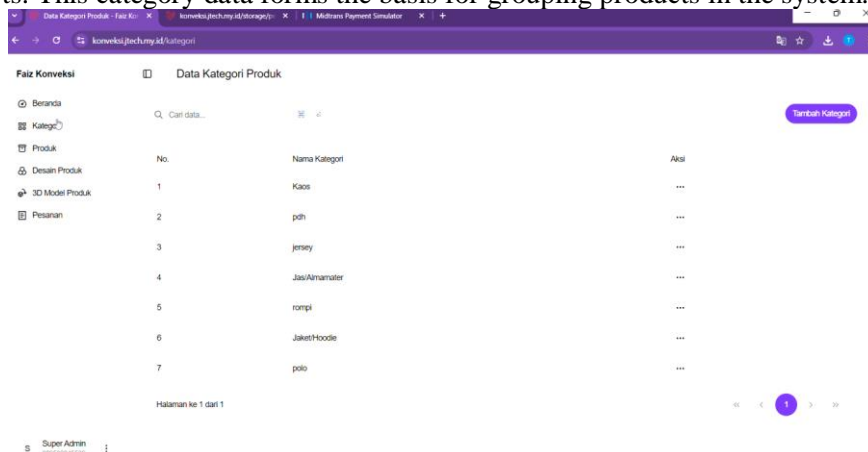 ts. This category data forms the basis for grouping products in the system.
Data Kategori Produk - Faiz Kon
konveksi.jtech.my.id/storage/p
Midtrans Payment Simulator
konveksi.jtech.my.id/kategori
Faiz Konveksi
Data Kategori Produk
Beranda
Cari data...
Tambah Kategori
Kategori
Produk
No. Nama Kategori Aksi
Desain Produk
1 Kaos ...
3D Model Produk
Pesanan
2 pdh ...
3 jersey ...
4 Jas/Almamater ...
5 rompi ...
6 Jaket/Hoodie ...
7 polo ...
Halaman ke 1 dari 1
« ‹ 1 › »
S Super Admin